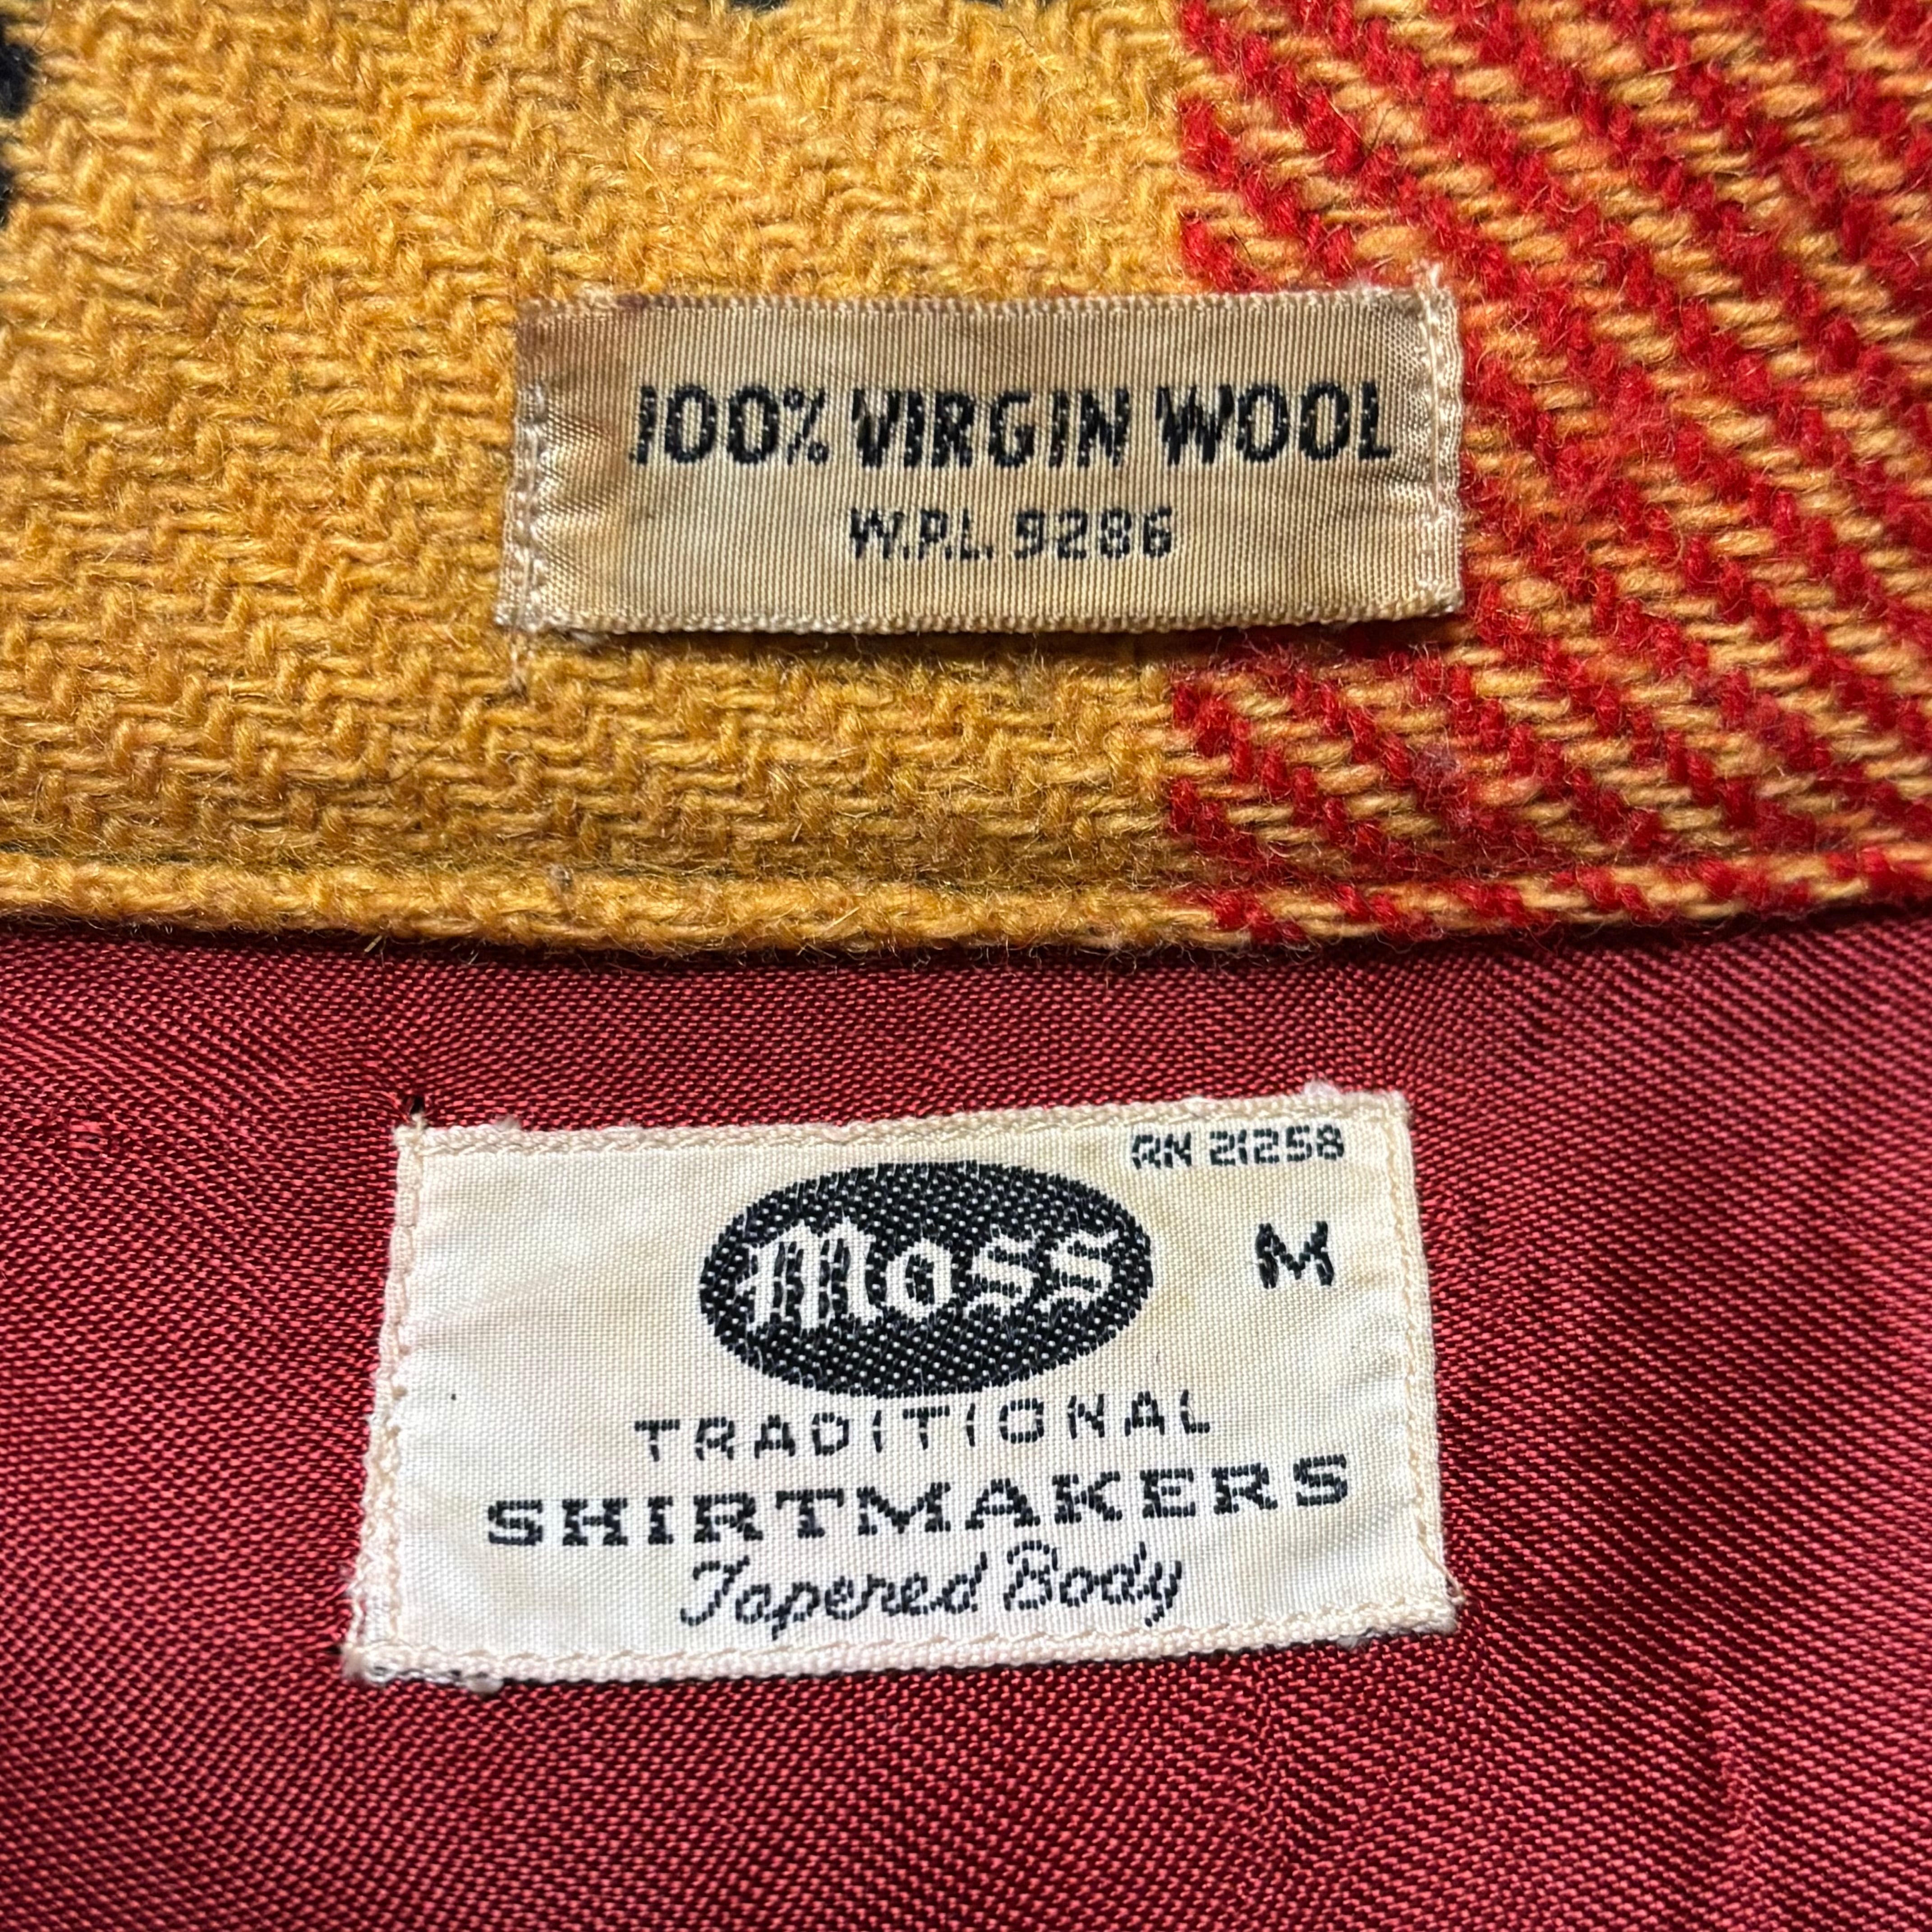 100% VIRGIN WOOL
W.P.L. 9286
RN 21258
Moss
M
TRADITIONAL
SHIRTMAKERS
Tapered Body